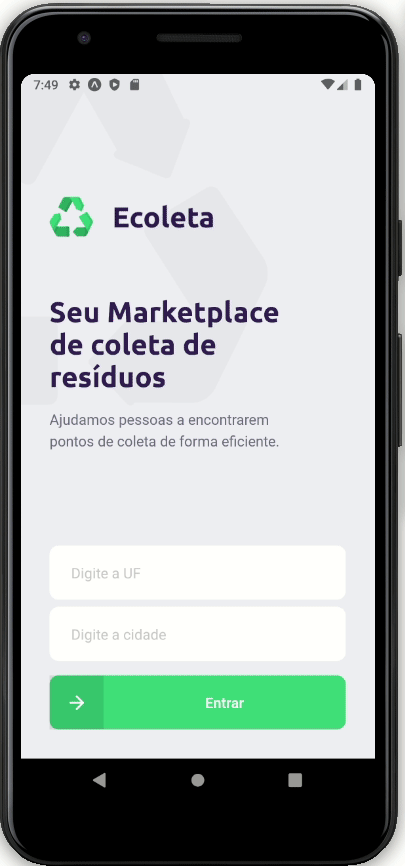 7:49
Ecoleta
Seu Marketplace
de coleta de
resíduos
Ajudamos pessoas a encontrarem
pontos de coleta de forma eficiente.
Digite a UF
Digite a cidade
Entrar